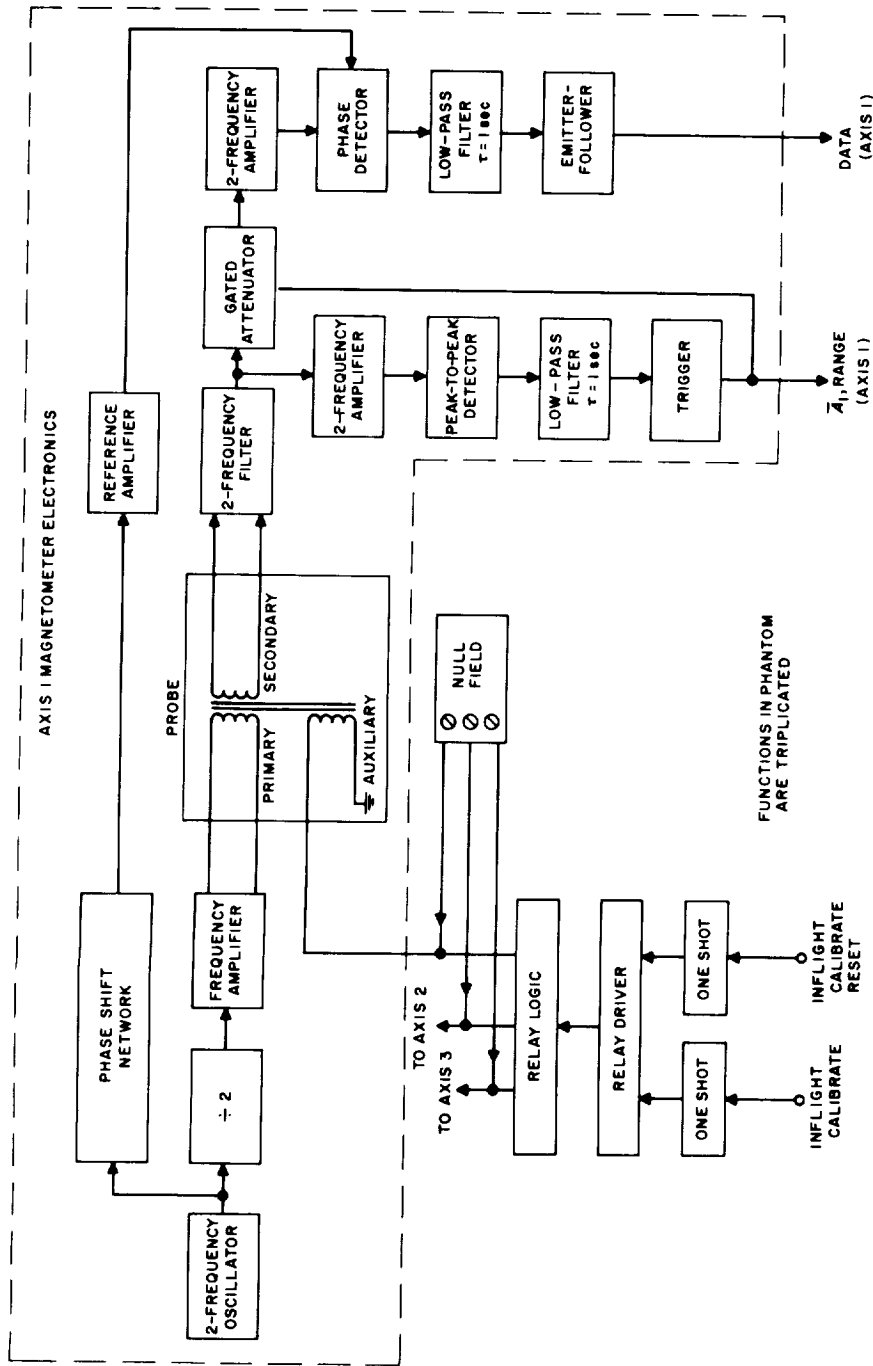 AXIS I MAGNETOMETER ELECTRONICS
PHASE SHIFT
NETWORK
REFERENCE
AMPLIFIER
2-FREQUENCY
OSCILLATOR
÷ 2
FREQUENCY
AMPLIFIER
PROBE
PRIMARY
SECONDARY
AUXILIARY
2-FREQUENCY
FILTER
GATED
ATTENUATOR
2-FREQUENCY
AMPLIFIER
PHASE
DETECTOR
LOW-PASS
FILTER
τ = 1 sec
EMITTER-
FOLLOWER
DATA
(AXIS I)
2-FREQUENCY
AMPLIFIER
PEAK-TO-PEAK
DETECTOR
LOW-PASS
FILTER
τ = 1 sec
TRIGGER
A̅₁, RANGE
(AXIS I)
NULL
FIELD
TO AXIS 2
TO AXIS 3
RELAY LOGIC
RELAY DRIVER
ONE SHOT
ONE SHOT
INFLIGHT
CALIBRATE
INFLIGHT
CALIBRATE
RESET
FUNCTIONS IN PHANTOM
ARE TRIPLICATED